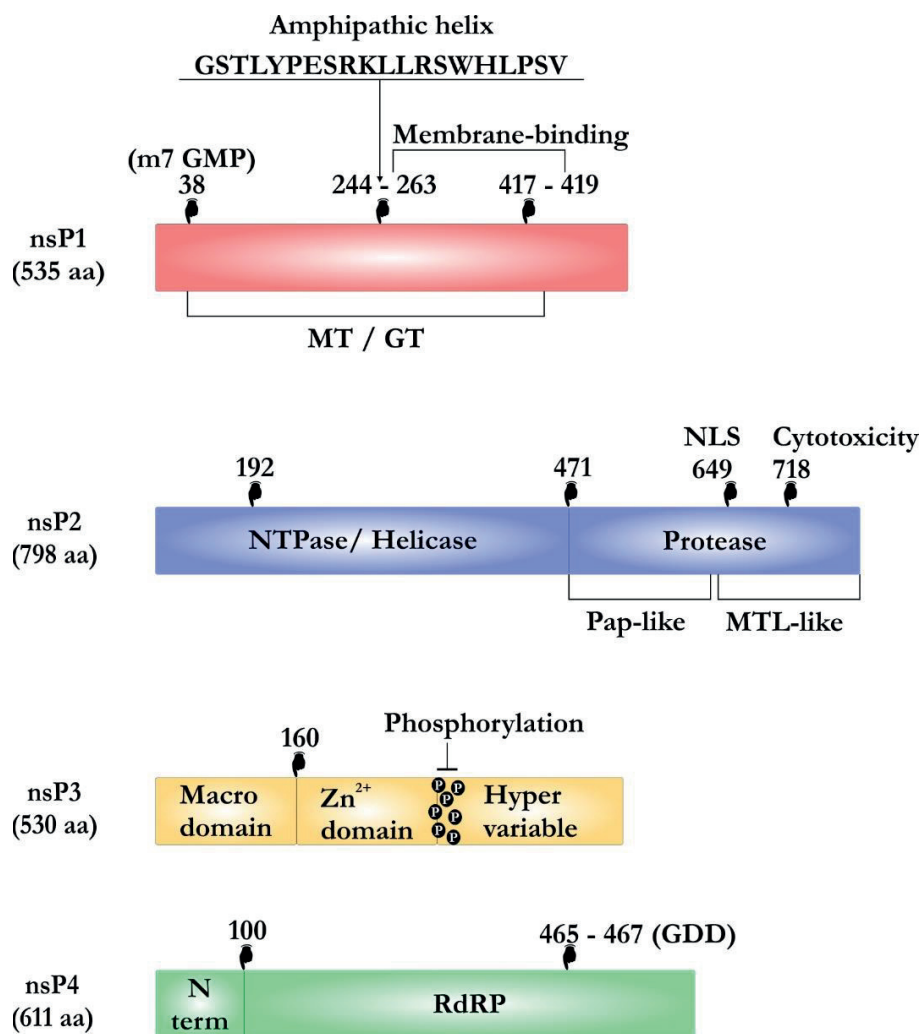 Amphipathic helix
GSTLYPESRKLLRSWHLPSV
Membrane-binding
(m7 GMP)
38
244 - 263
417 - 419
nsP1
(535 aa)
MT / GT
NLS
Cytotoxicity
192
471
649
718
nsP2
(798 aa)
NTPase/ Helicase
Protease
Pap-like
MTL-like
Phosphorylation
160
nsP3
(530 aa)
Macro
domain
Zn²⁺
domain
P
P
P
P
P
P
P
P
Hyper
variable
100
465 - 467 (GDD)
nsP4
(611 aa)
N
term
RdRP